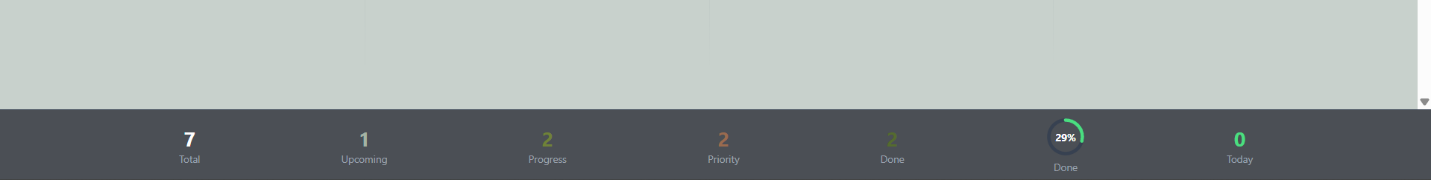 7
Total
1
Upcoming
2
Progress
2
Priority
2
Done
29%
Done
0
Today